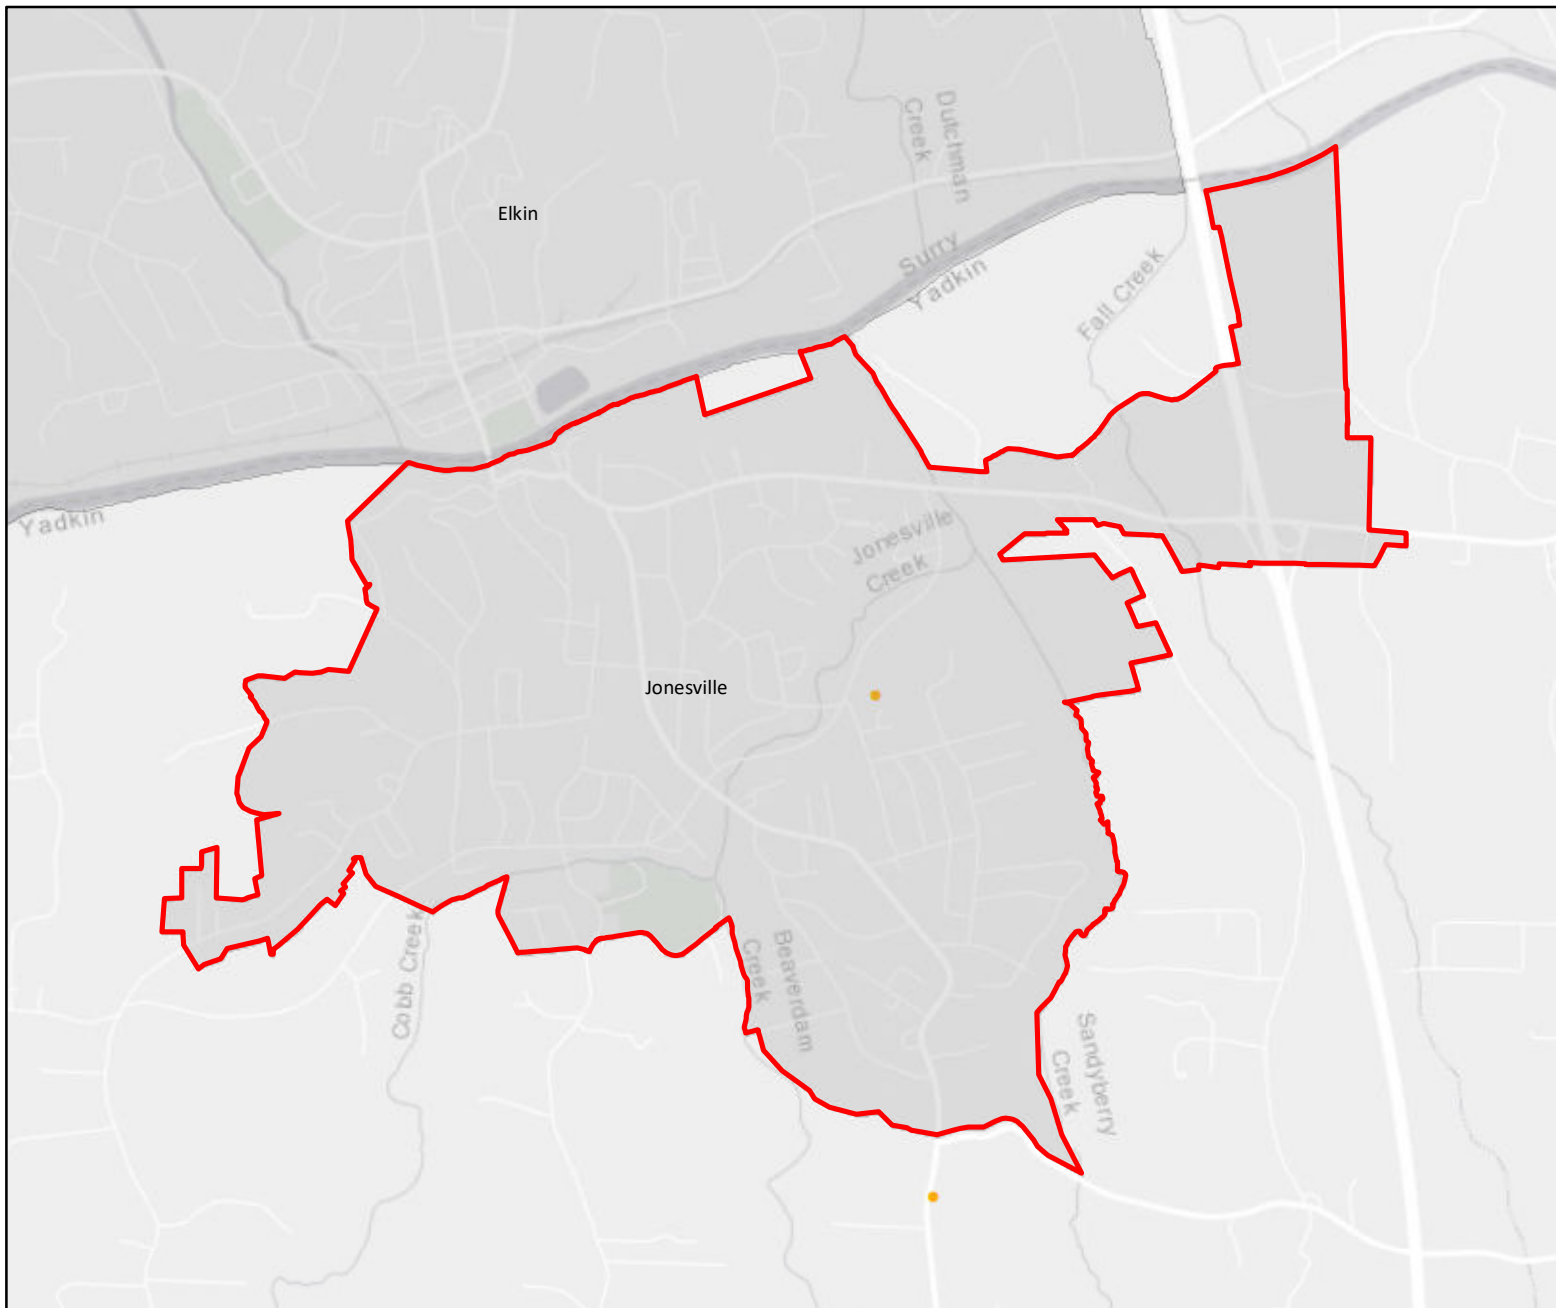 Dutchman
Creek
Elkin
Surry
Yadkin
Fall Creek
Yadkin
Jonesville
Creek
Jonesville
Cobb Creek
Beaverdam
Creek
Sandyberry
Creek